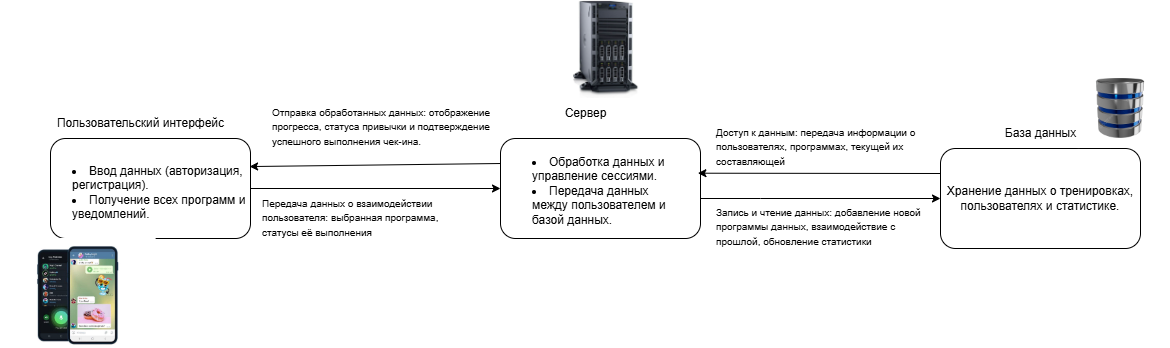 Пользовательский интерфейс
• Ввод данных (авторизация,
регистрация).
• Получение всех программ и
уведомлений.
Отправка обработанных данных: отображение
прогресса, статуса привычки и подтверждение
успешного выполнения чек-ина.
Передача данных о взаимодействии
пользователя: выбранная программа,
статусы её выполнения
Сервер
• Обработка данных и
управление сессиями.
• Передача данных
между пользователем и
базой данных.
Доступ к данным: передача информации о
пользователях, программах, текущей их
составляющей
Запись и чтение данных: добавление новой
программы данных, взаимодействие с
прошлой, обновление статистики
База данных
Хранение данных о тренировках,
пользователях и статистике.